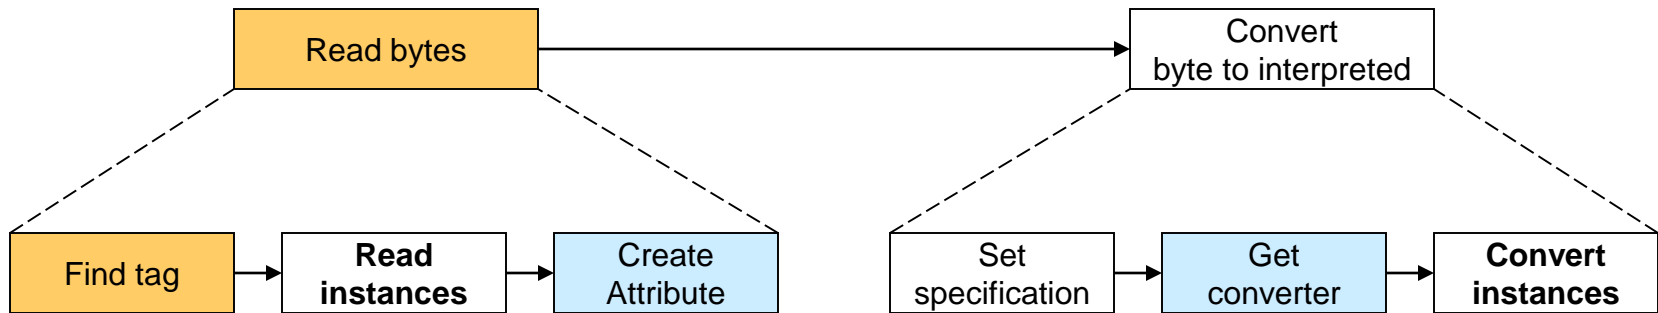 Read bytes
Convert
byte to interpreted
Find tag
Read
instances
Create
Attribute
Set
specification
Get
converter
Convert
instances